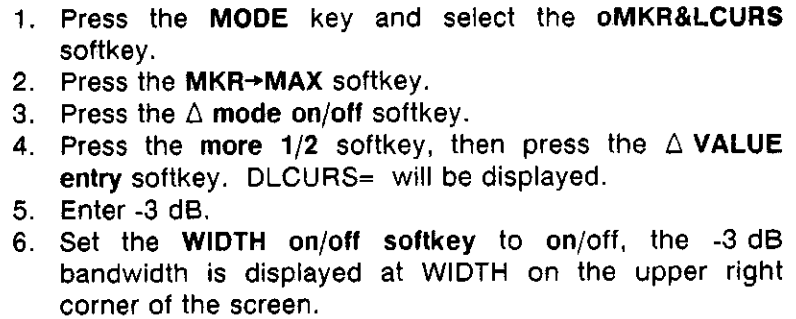 1. Press the MODE key and select the oMKR&LCURS
softkey.
2. Press the MKR→MAX softkey.
3. Press the Δ mode on/off softkey.
4. Press the more 1/2 softkey, then press the Δ VALUE
entry softkey. DLCURS= will be displayed.
5. Enter -3 dB.
6. Set the WIDTH on/off softkey to on/off, the -3 dB
bandwidth is displayed at WIDTH on the upper right
corner of the screen.